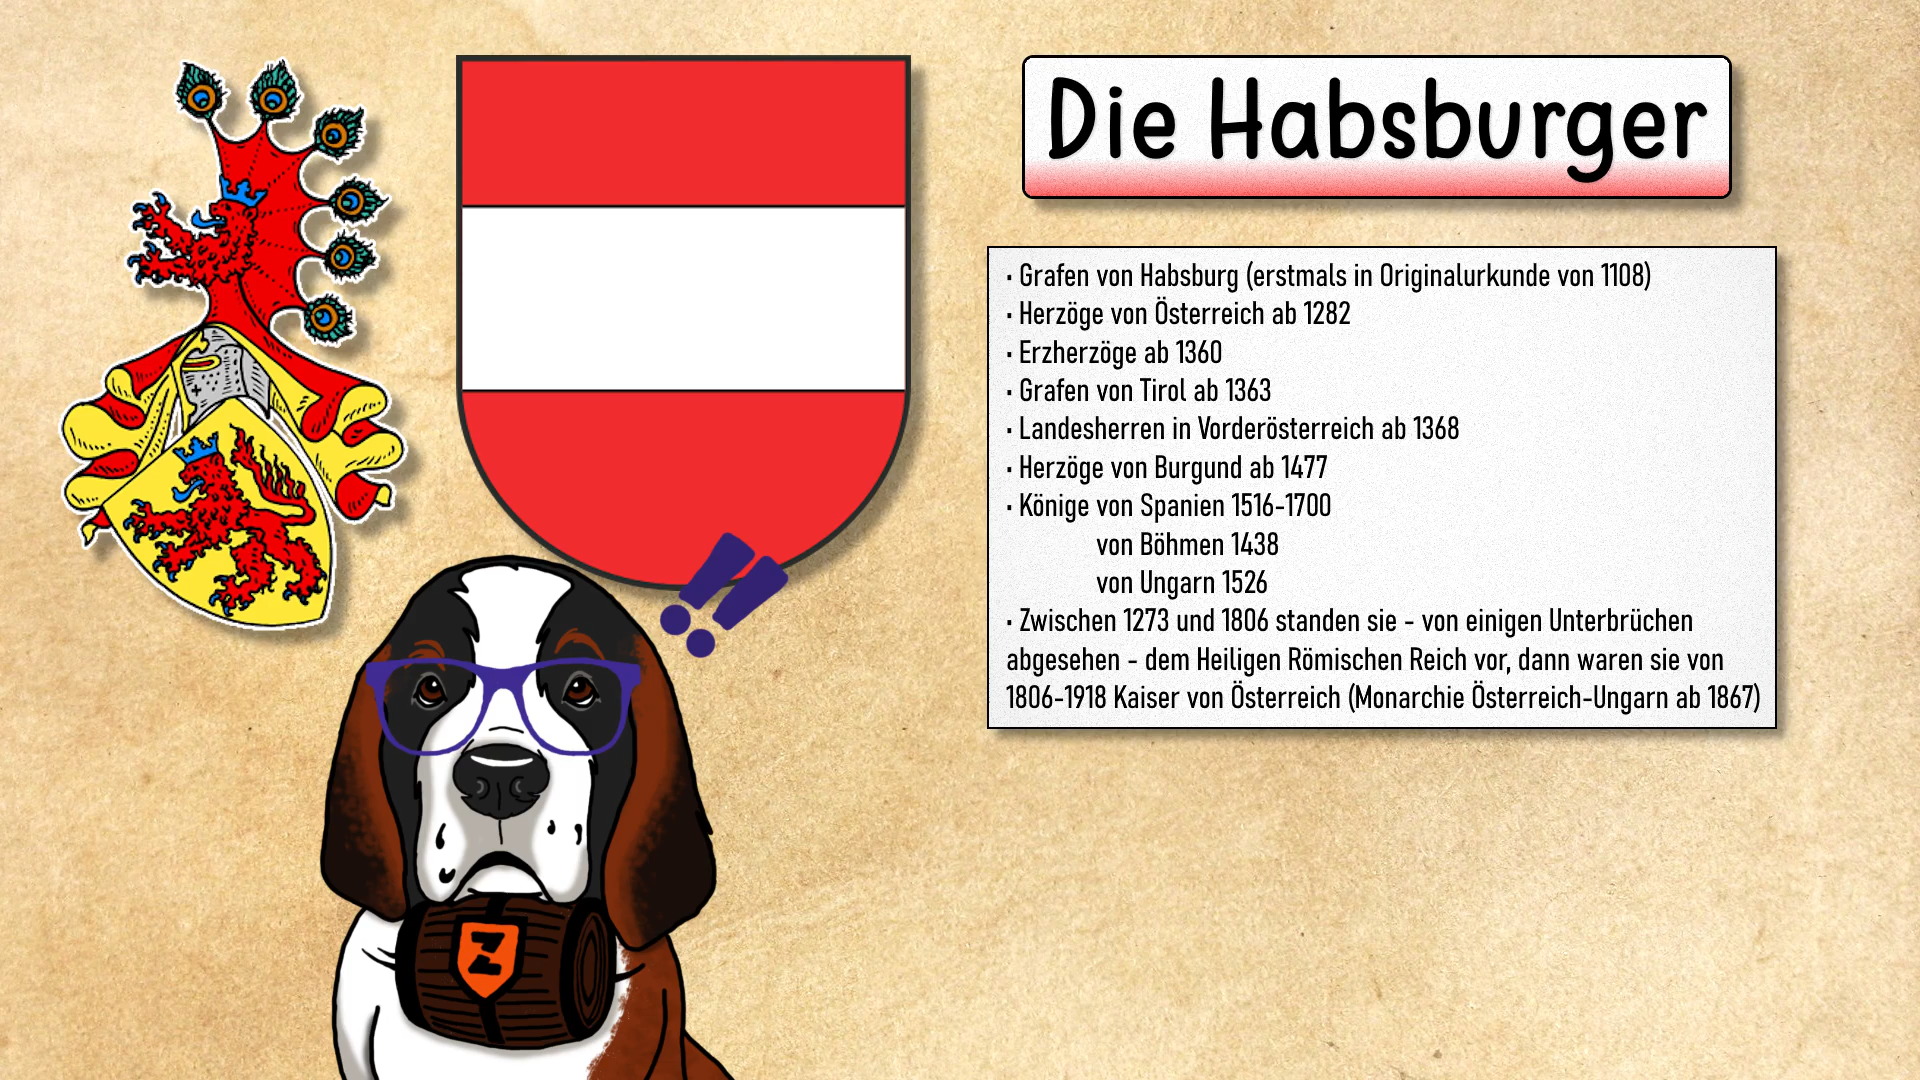 Die Habsburger
· Grafen von Habsburg (erstmals in Originalurkunde von 1108)
· Herzöge von Österreich ab 1282
· Erzherzöge ab 1360
· Grafen von Tirol ab 1363
· Landesherren in Vorderösterreich ab 1368
· Herzöge von Burgund ab 1477
· Könige von Spanien 1516-1700
von Böhmen 1438
von Ungarn 1526
· Zwischen 1273 und 1806 standen sie - von einigen Unterbrüchen
abgesehen - dem Heiligen Römischen Reich vor, dann waren sie von
1806-1918 Kaiser von Österreich (Monarchie Österreich-Ungarn ab 1867)
!!
Z